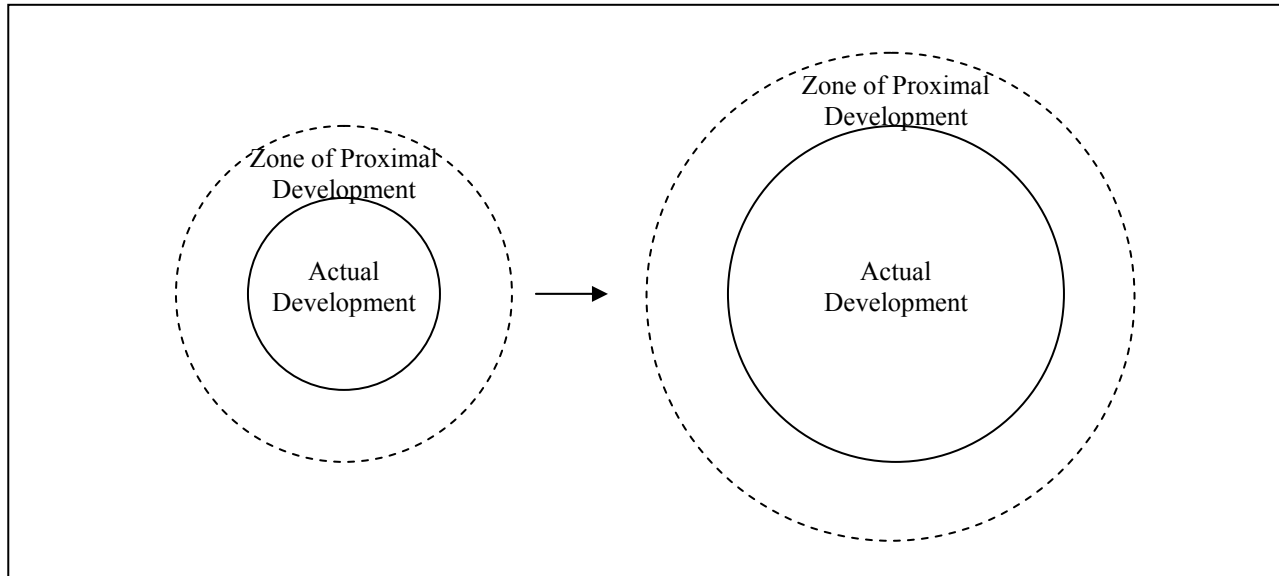 Zone of Proximal
Development
Actual
Development
Zone of Proximal
Development
Actual
Development